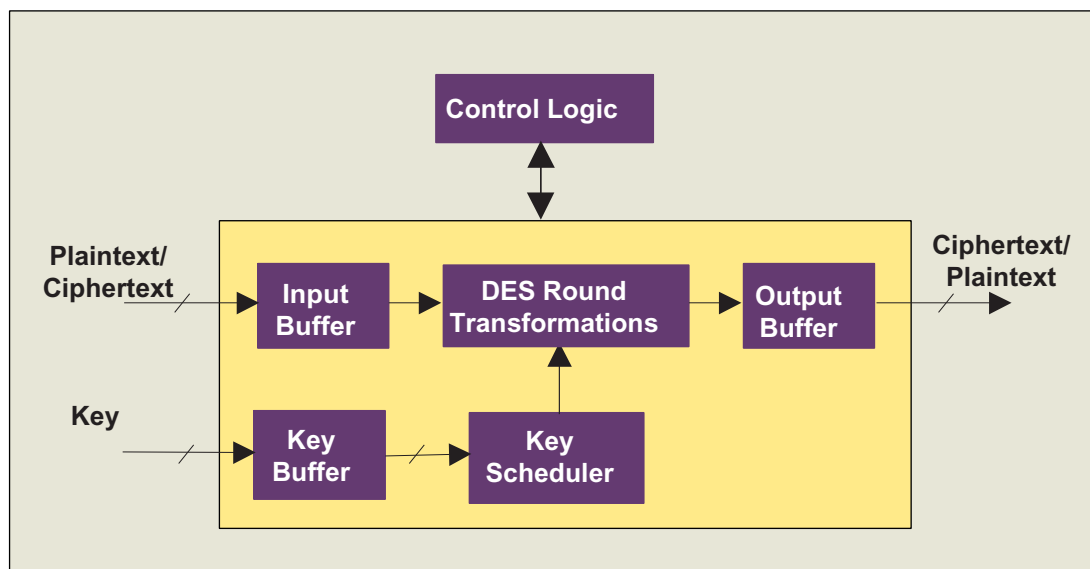 Control Logic
Plaintext/
Ciphertext
Input
Buffer
DES Round
Transformations
Output
Buffer
Ciphertext/
Plaintext
Key
Key
Buffer
Key
Scheduler